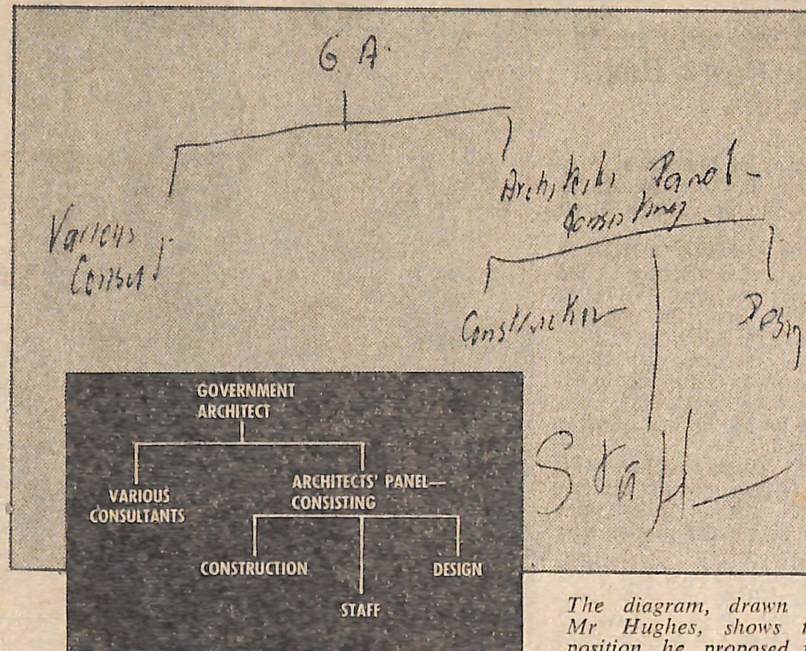 G. A.
Various
Consul
Architects Panel -
Consisting
Construction
Design
Staff
GOVERNMENT
ARCHITECT
VARIOUS
CONSULTANTS
ARCHITECTS' PANEL—
CONSISTING
CONSTRUCTION
DESIGN
STAFF
The diagram, drawn
Mr Hughes, shows t
position he proposed